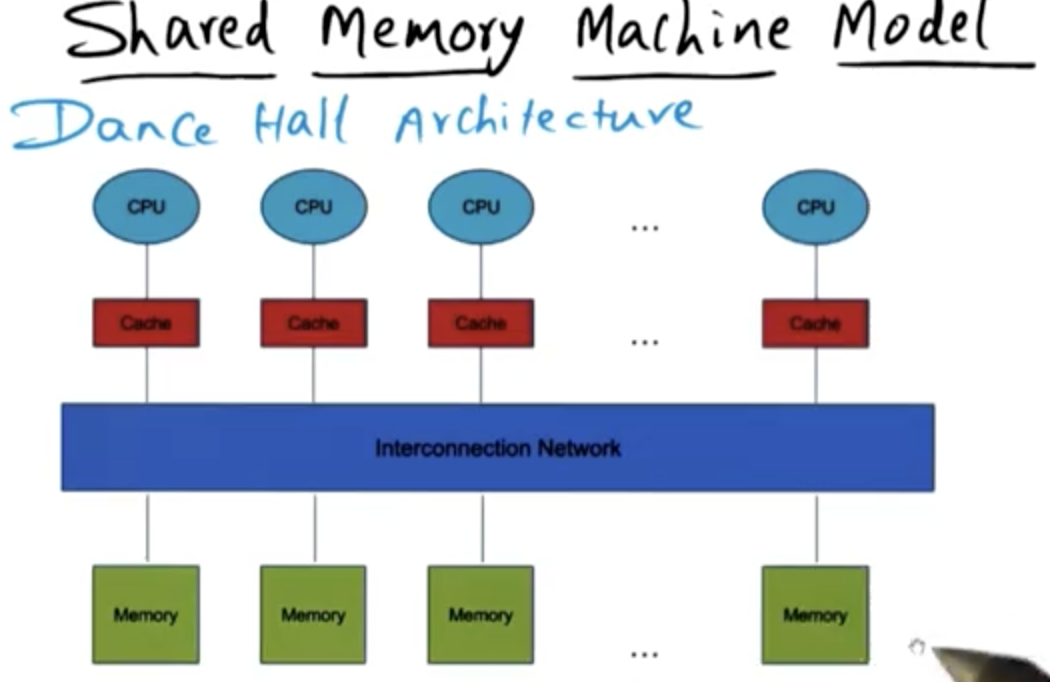 Shared Memory Machine Model
Dance Hall Architecture
CPU CPU CPU ... CPU
Cache Cache Cache ... Cache
Interconnection Network
Memory Memory Memory ... Memory